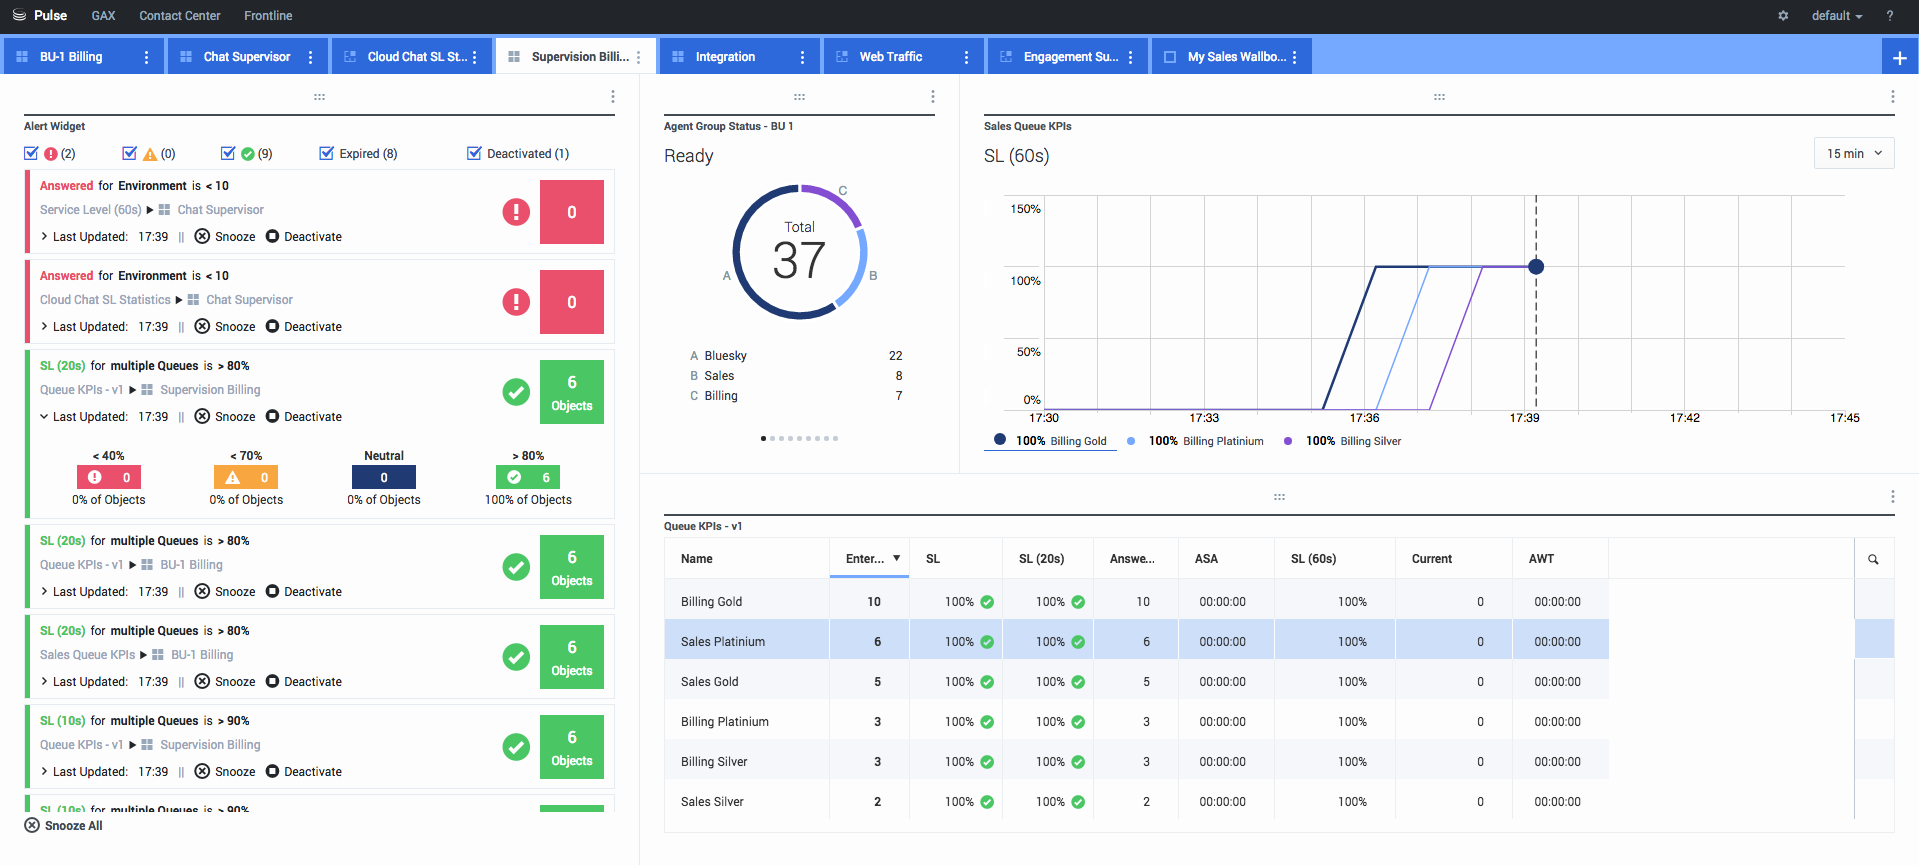 Pulse GAX Contact Center Frontline default ?
BU-1 Billing Chat Supervisor Cloud Chat SL St... Supervision Billi... Integration Web Traffic Engagement Su... My Sales Wallbo... +
Alert Widget
(2) (0) (9) Expired (8) Deactivated (1)
Answered for Environment is < 10
Service Level (60s) Chat Supervisor
! 0
Last Updated: 17:39 || Snooze Deactivate
Answered for Environment is < 10
Cloud Chat SL Statistics Chat Supervisor
! 0
Last Updated: 17:39 || Snooze Deactivate
SL (20s) for multiple Queues is > 80%
Queue KPIs - v1 Supervision Billing
6
Objects
Last Updated: 17:39 || Snooze Deactivate
< 40% < 70% Neutral > 80%
! 0 ! 0 0 6
0% of Objects 0% of Objects 0% of Objects 100% of Objects
SL (20s) for multiple Queues is > 80%
Queue KPIs - v1 BU-1 Billing
6
Objects
Last Updated: 17:39 || Snooze Deactivate
SL (20s) for multiple Queues is > 80%
Sales Queue KPIs BU-1 Billing
6
Objects
Last Updated: 17:39 || Snooze Deactivate
SL (10s) for multiple Queues is > 90%
Queue KPIs - v1 Supervision Billing
6
Objects
Last Updated: 17:39 || Snooze Deactivate
SL (10s) for multiple Queues is > 90%
Snooze All
Agent Group Status - BU 1
Ready
C
Total
37
A B
A Bluesky 22
B Sales 8
C Billing 7
Sales Queue KPIs
SL (60s)
15 min
150%
100%
50%
0%
17:30 17:33 17:36 17:39 17:42 17:45
100% Billing Gold 100% Billing Platinium 100% Billing Silver
Queue KPIs - v1
Name Enter... SL SL (20s) Answe... ASA SL (60s) Current AWT
Billing Gold 10 100% 100% 10 00:00:00 100% 0 00:00:00
Sales Platinium 6 100% 100% 6 00:00:00 100% 0 00:00:00
Sales Gold 5 100% 100% 5 00:00:00 100% 0 00:00:00
Billing Platinium 3 100% 100% 3 00:00:00 100% 0 00:00:00
Billing Silver 3 100% 100% 3 00:00:00 100% 0 00:00:00
Sales Silver 2 100% 100% 2 00:00:00 100% 0 00:00:00